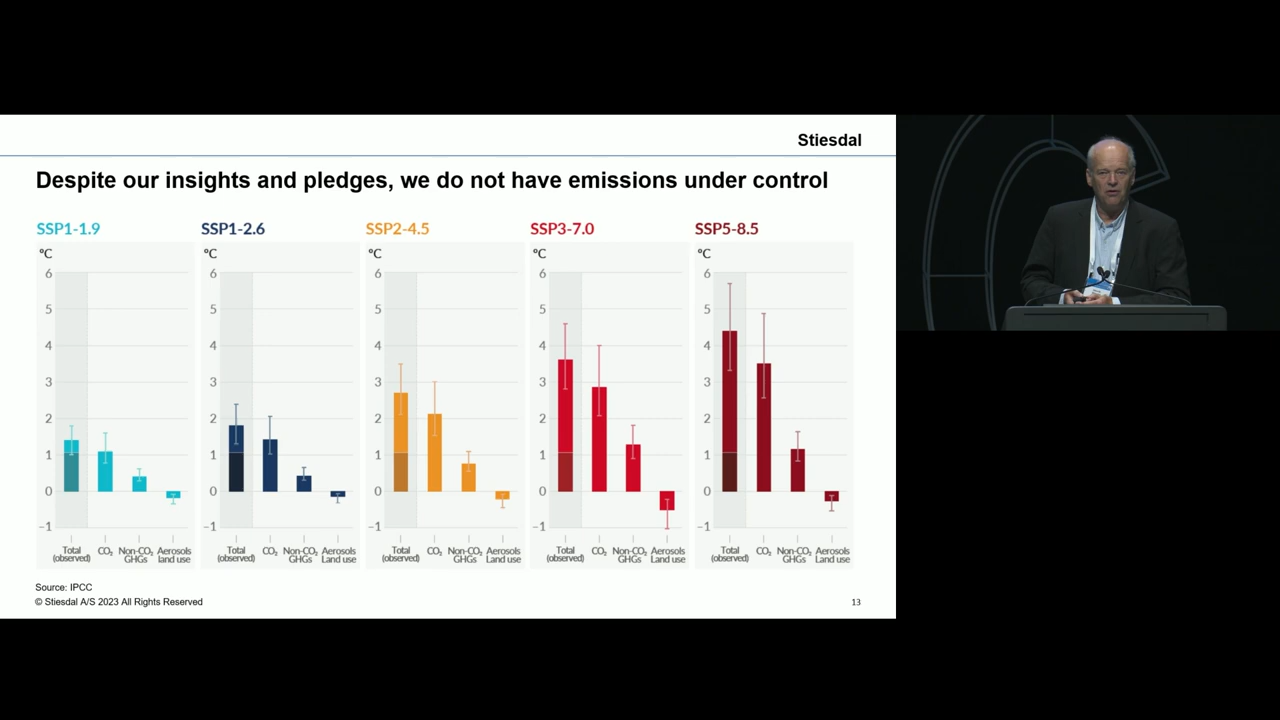 Stiesdal
Despite our insights and pledges, we do not have emissions under control
SSP1-1.9
°C
6
5
4
3
2
1
0
−1
Total (observed)
CO₂
Non-CO₂ GHGs
Aerosols land use
SSP1-2.6
°C
6
5
4
3
2
1
0
−1
Total (observed)
CO₂
Non-CO₂ GHGs
Aerosols Land use
SSP2-4.5
°C
6
5
4
3
2
1
0
−1
Total (observed)
CO₂
Non-CO₂ GHGs
Aerosols Land use
SSP3-7.0
°C
6
5
4
3
2
1
0
−1
Total (observed)
CO₂
Non-CO₂ GHGs
Aerosols Land use
SSP5-8.5
°C
6
5
4
3
2
1
0
−1
Total (observed)
CO₂
Non-CO₂ GHGs
Aerosols Land use
Source: IPCC
© Stiesdal A/S 2023 All Rights Reserved
13